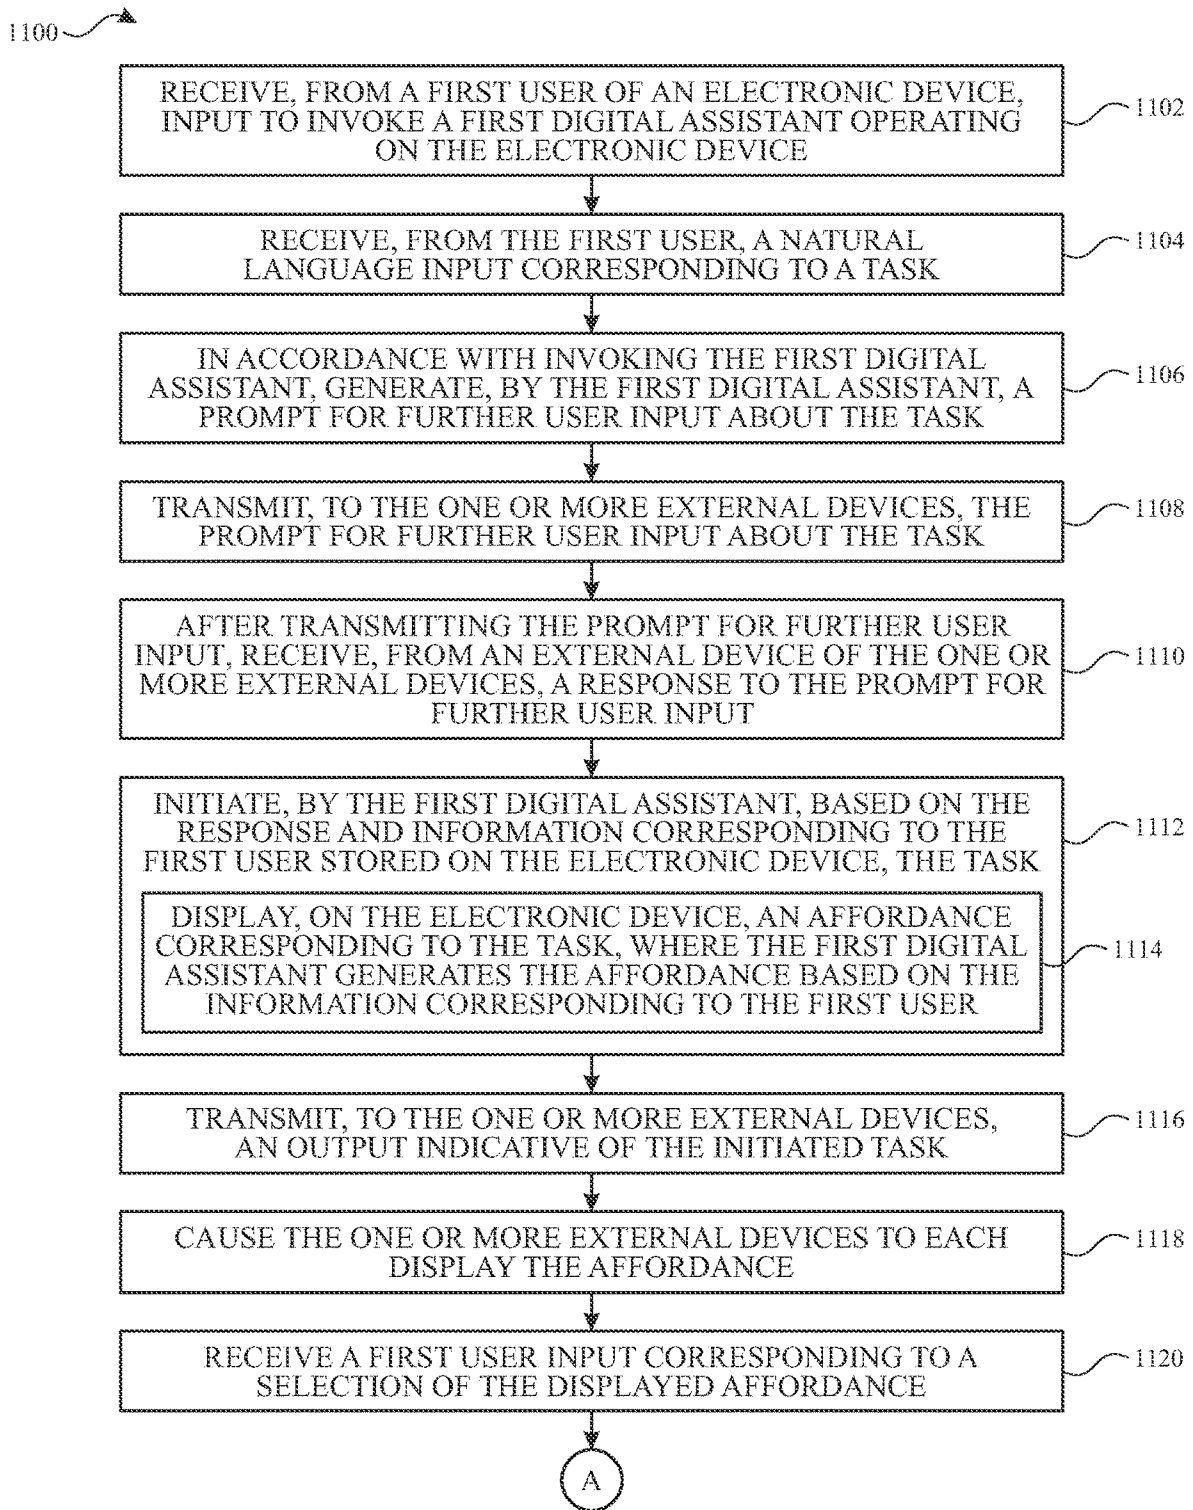 1100
RECEIVE, FROM A FIRST USER OF AN ELECTRONIC DEVICE,
INPUT TO INVOKE A FIRST DIGITAL ASSISTANT OPERATING
ON THE ELECTRONIC DEVICE
1102
RECEIVE, FROM THE FIRST USER, A NATURAL
LANGUAGE INPUT CORRESPONDING TO A TASK
1104
IN ACCORDANCE WITH INVOKING THE FIRST DIGITAL
ASSISTANT, GENERATE, BY THE FIRST DIGITAL ASSISTANT, A
PROMPT FOR FURTHER USER INPUT ABOUT THE TASK
1106
TRANSMIT, TO THE ONE OR MORE EXTERNAL DEVICES, THE
PROMPT FOR FURTHER USER INPUT ABOUT THE TASK
1108
AFTER TRANSMITTING THE PROMPT FOR FURTHER USER
INPUT, RECEIVE, FROM AN EXTERNAL DEVICE OF THE ONE OR
MORE EXTERNAL DEVICES, A RESPONSE TO THE PROMPT FOR
FURTHER USER INPUT
1110
INITIATE, BY THE FIRST DIGITAL ASSISTANT, BASED ON THE
RESPONSE AND INFORMATION CORRESPONDING TO THE
FIRST USER STORED ON THE ELECTRONIC DEVICE, THE TASK
1112
DISPLAY, ON THE ELECTRONIC DEVICE, AN AFFORDANCE
CORRESPONDING TO THE TASK, WHERE THE FIRST DIGITAL
ASSISTANT GENERATES THE AFFORDANCE BASED ON THE
INFORMATION CORRESPONDING TO THE FIRST USER
1114
TRANSMIT, TO THE ONE OR MORE EXTERNAL DEVICES,
AN OUTPUT INDICATIVE OF THE INITIATED TASK
1116
CAUSE THE ONE OR MORE EXTERNAL DEVICES TO EACH
DISPLAY THE AFFORDANCE
1118
RECEIVE A FIRST USER INPUT CORRESPONDING TO A
SELECTION OF THE DISPLAYED AFFORDANCE
1120
A